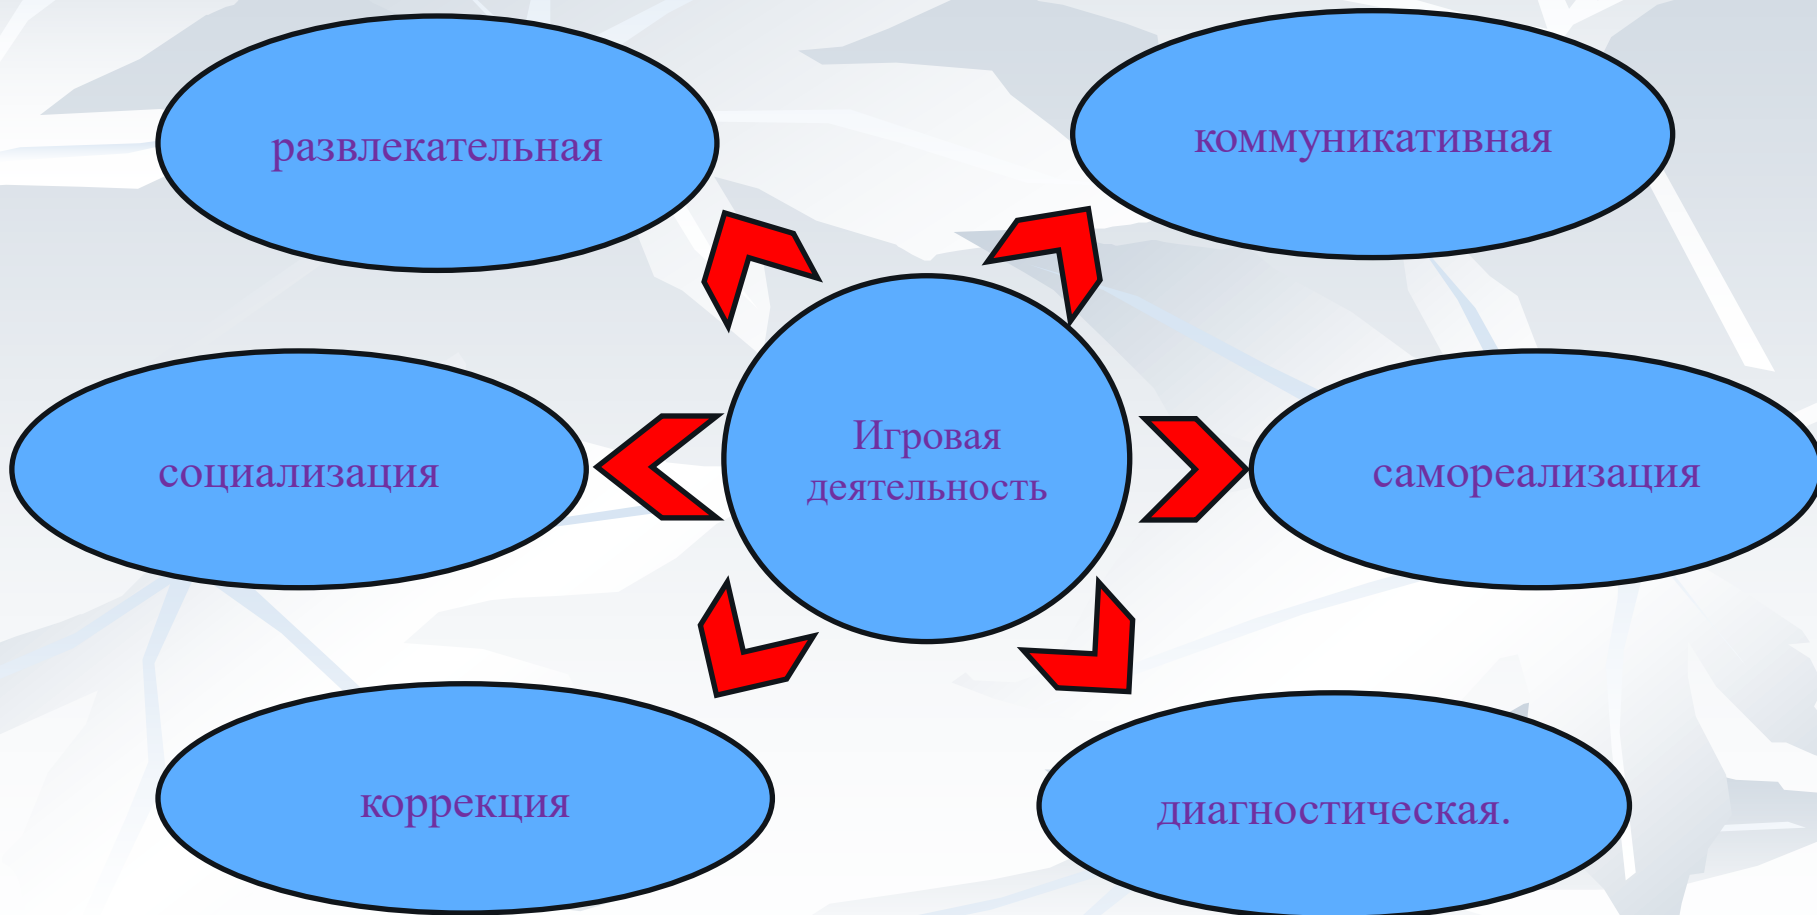 развлекательная
коммуникативная
Игровая
деятельность
социализация
самореализация
коррекция
диагностическая.